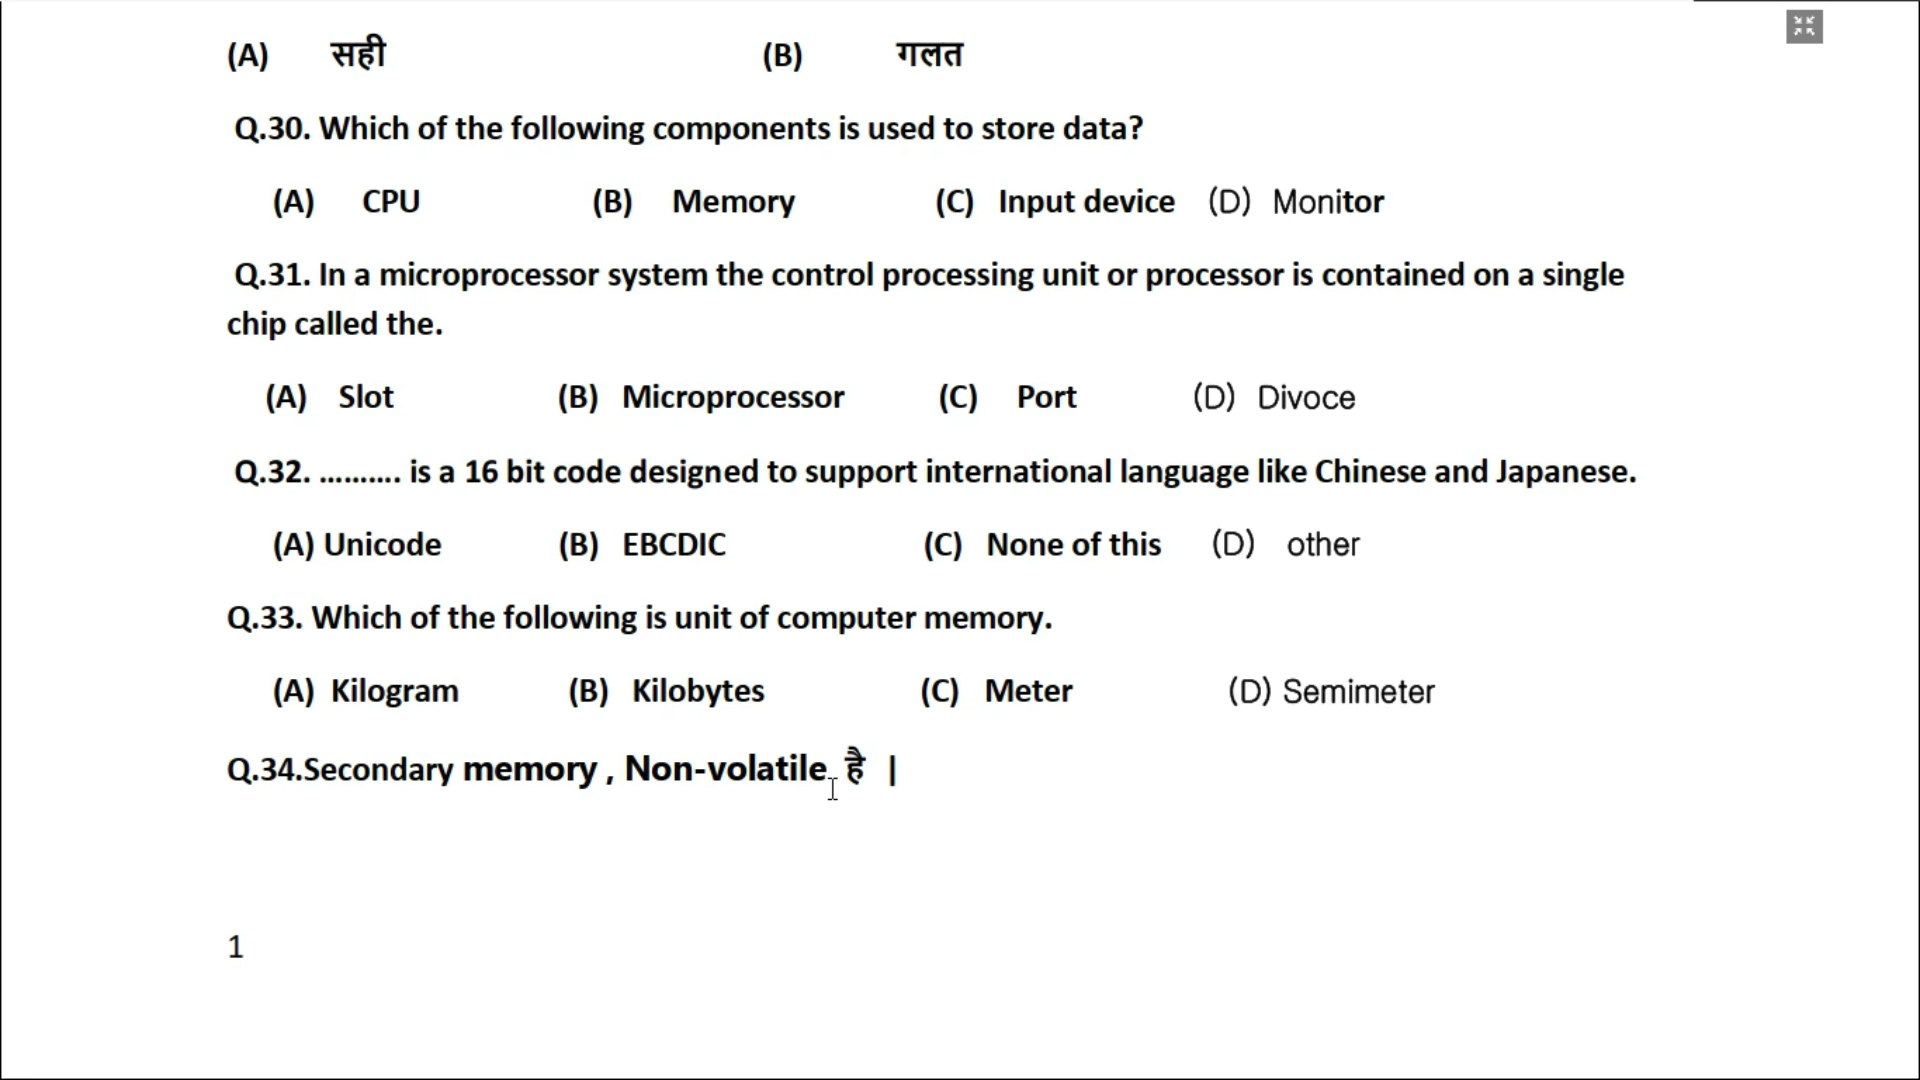 (A) सही (B) गलत
Q.30. Which of the following components is used to store data?
(A) CPU (B) Memory (C) Input device (D) Monitor
Q.31. In a microprocessor system the control processing unit or processor is contained on a single
chip called the.
(A) Slot (B) Microprocessor (C) Port (D) Divoce
Q.32. .......... is a 16 bit code designed to support international language like Chinese and Japanese.
(A) Unicode (B) EBCDIC (C) None of this (D) other
Q.33. Which of the following is unit of computer memory.
(A) Kilogram (B) Kilobytes (C) Meter (D) Semimeter
Q.34.Secondary memory , Non-volatile है |
1